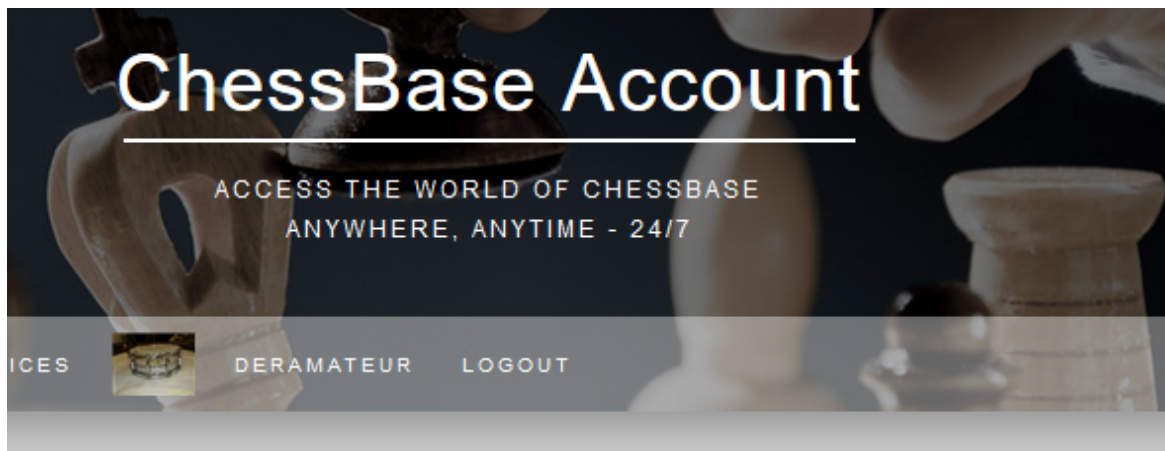 ChessBase Account
ACCESS THE WORLD OF CHESSBASE
ANYWHERE, ANYTIME - 24/7
ICES DERAMATEUR LOGOUT